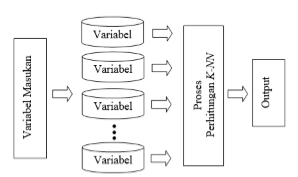 Variabel Masukan
Variabel
Variabel
Variabel
Variabel
Proses
Perhitungan K-NN
Output